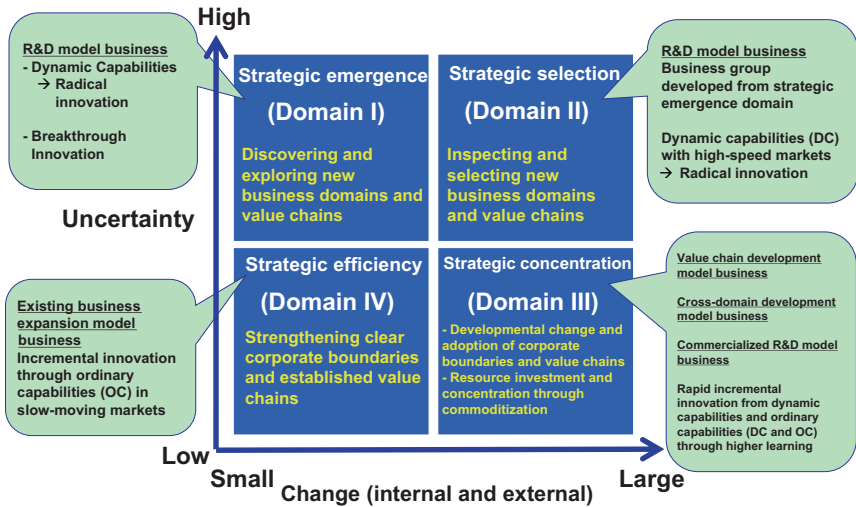 High
R&D model business
- Dynamic Capabilities
→ Radical
innovation
- Breakthrough
Innovation
Strategic emergence
(Domain I)
Discovering and
exploring new
business domains and
value chains
Strategic selection
(Domain II)
Inspecting and
selecting new
business domains
and value chains
R&D model business
Business group
developed from strategic
emergence domain
Dynamic capabilities (DC)
with high-speed markets
→ Radical innovation
Uncertainty
Existing business
expansion model
business
Incremental innovation
through ordinary
capabilities (OC) in
slow-moving markets
Strategic efficiency
(Domain IV)
Strengthening clear
corporate boundaries
and established value
chains
Strategic concentration
(Domain III)
- Developmental change and
adoption of corporate
boundaries and value chains
- Resource investment and
concentration through
commoditization
Value chain development
model business
Cross-domain development
model business
Commercialized R&D model
business
Rapid incremental
innovation from dynamic
capabilities and ordinary
capabilities (DC and OC)
through higher learning
Low
Small
Change (internal and external)
Large